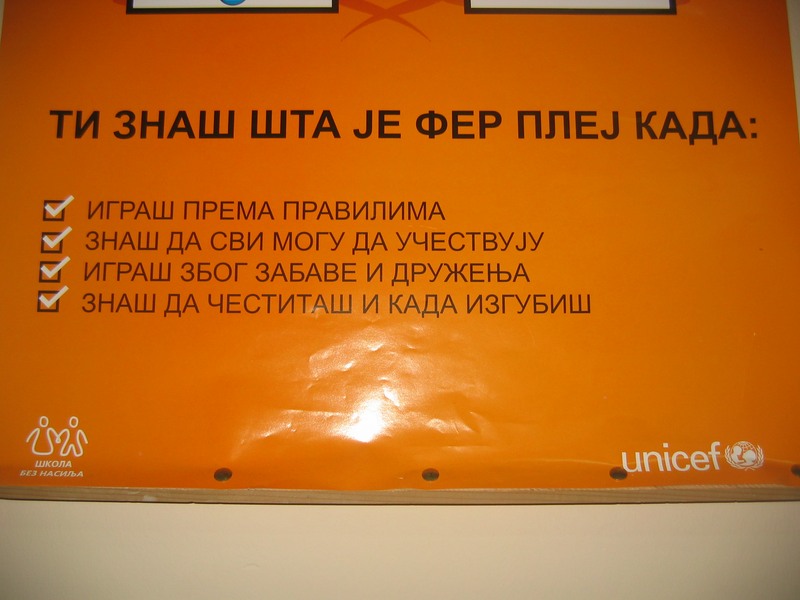 ТИ ЗНАШ ШТА ЈЕ ФЕР ПЛЕЈ КАДА:
ИГРАШ ПРЕМА ПРАВИЛИМА
ЗНАШ ДА СВИ МОГУ ДА УЧЕСТВУЈУ
ИГРАШ ЗБОГ ЗАБАВЕ И ДРУЖЕЊА
ЗНАШ ДА ЧЕСТИТАШ И КАДА ИЗГУБИШ
ШКОЛА
БЕЗ НАСИЉА
unicef